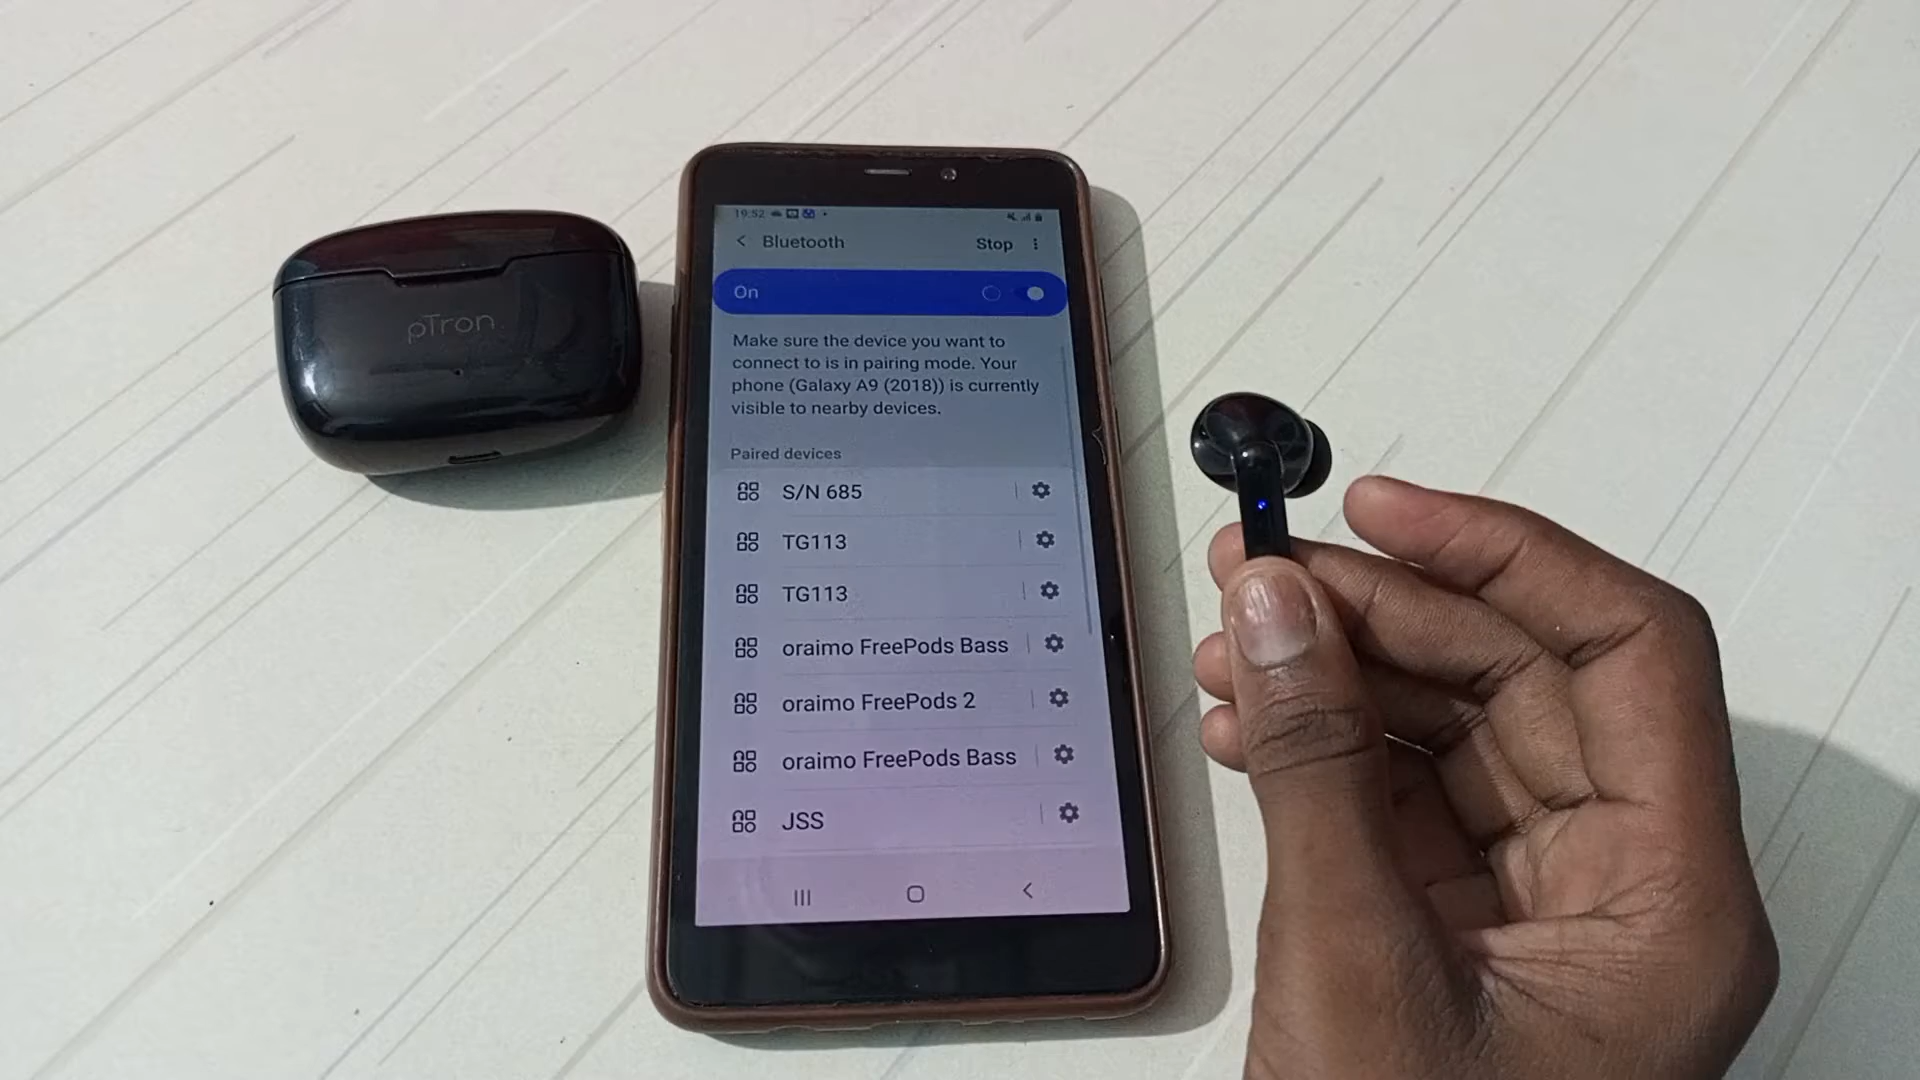 pTron
19:52
Bluetooth
Stop
On
Make sure the device you want to
connect to is in pairing mode. Your
phone (Galaxy A9 (2018)) is currently
visible to nearby devices.
Paired devices
S/N 685
TG113
TG113
oraimo FreePods Bass
oraimo FreePods 2
oraimo FreePods Bass
JSS